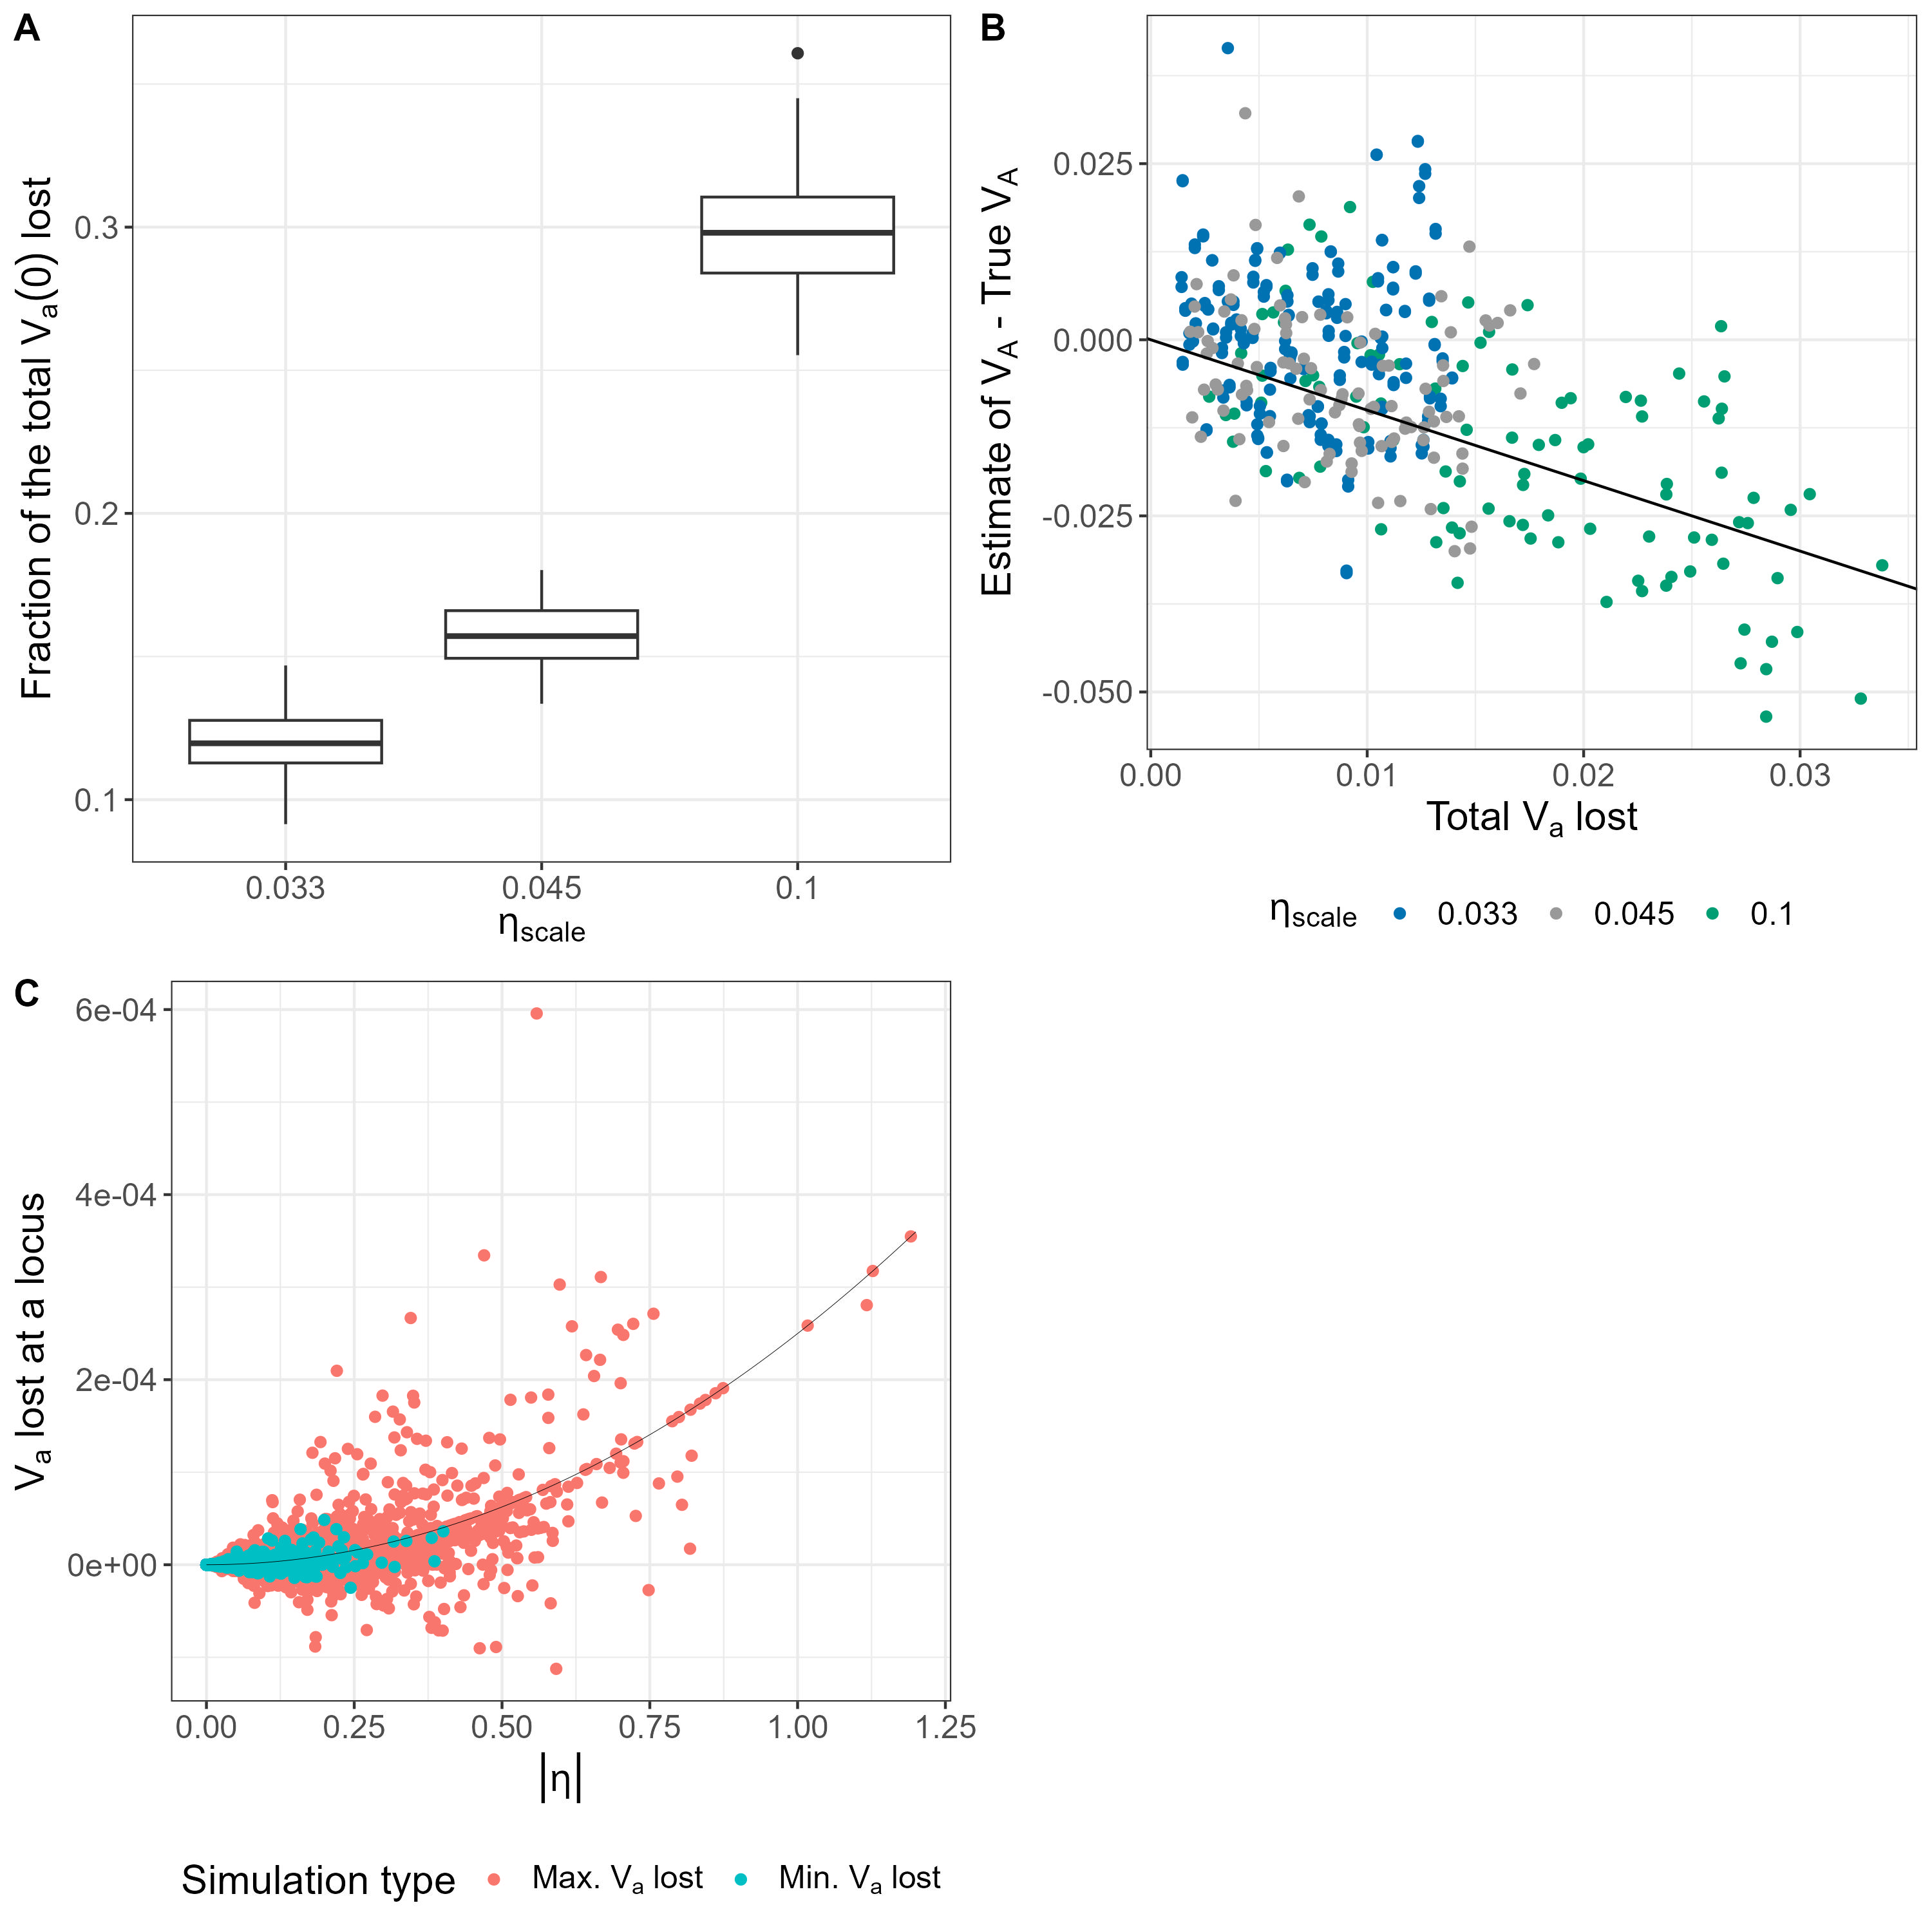 A
Fraction of the total Va(0) lost
0.3
0.2
0.1
0.033 0.045 0.1
ηscale
B
Estimate of VA - True VA
0.025
0.000
-0.025
-0.050
0.00 0.01 0.02 0.03
Total Va lost
ηscale 0.033 0.045 0.1
C
Va lost at a locus
6e-04
4e-04
2e-04
0e+00
0.00 0.25 0.50 0.75 1.00 1.25
|η|
Simulation type Max. Va lost Min. Va lost